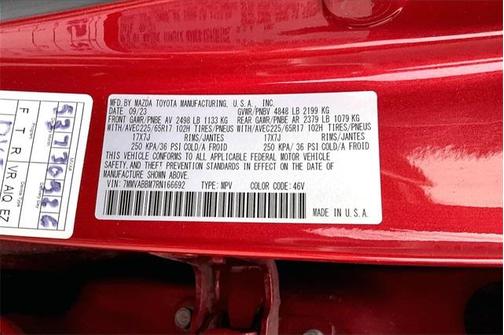 MFD. BY MAZDA TOYOTA MANUFACTURING, U.S.A., INC.
DATE: 09/23 GVWR/PNBV 4848 LB 2199 KG
FRONT GAWR/PNBE AV 2498 LB 1133 KG REAR GAWR/PNBE AR 2379 LB 1079 KG
WITH/AVEC225/65R17 102H TIRES/PNEUS WITH/AVEC225/65R17 102H TIRES/PNEUS
17X7J RIMS/JANTES 17X7J RIMS/JANTES
250 KPA/36 PSI COLD/A FROID 250 KPA/36 PSI COLD/A FROID
THIS VEHICLE CONFORMS TO ALL APPLICABLE FEDERAL MOTOR VEHICLE
SAFETY, AND THEFT PREVENTION STANDARDS IN EFFECT ON THE DATE OF
MANUFACTURE SHOWN ABOVE.
VIN: 7MMVABBM7RN166692 TYPE: MPV COLOR CODE: 46V
F T R VR A/Q EZ